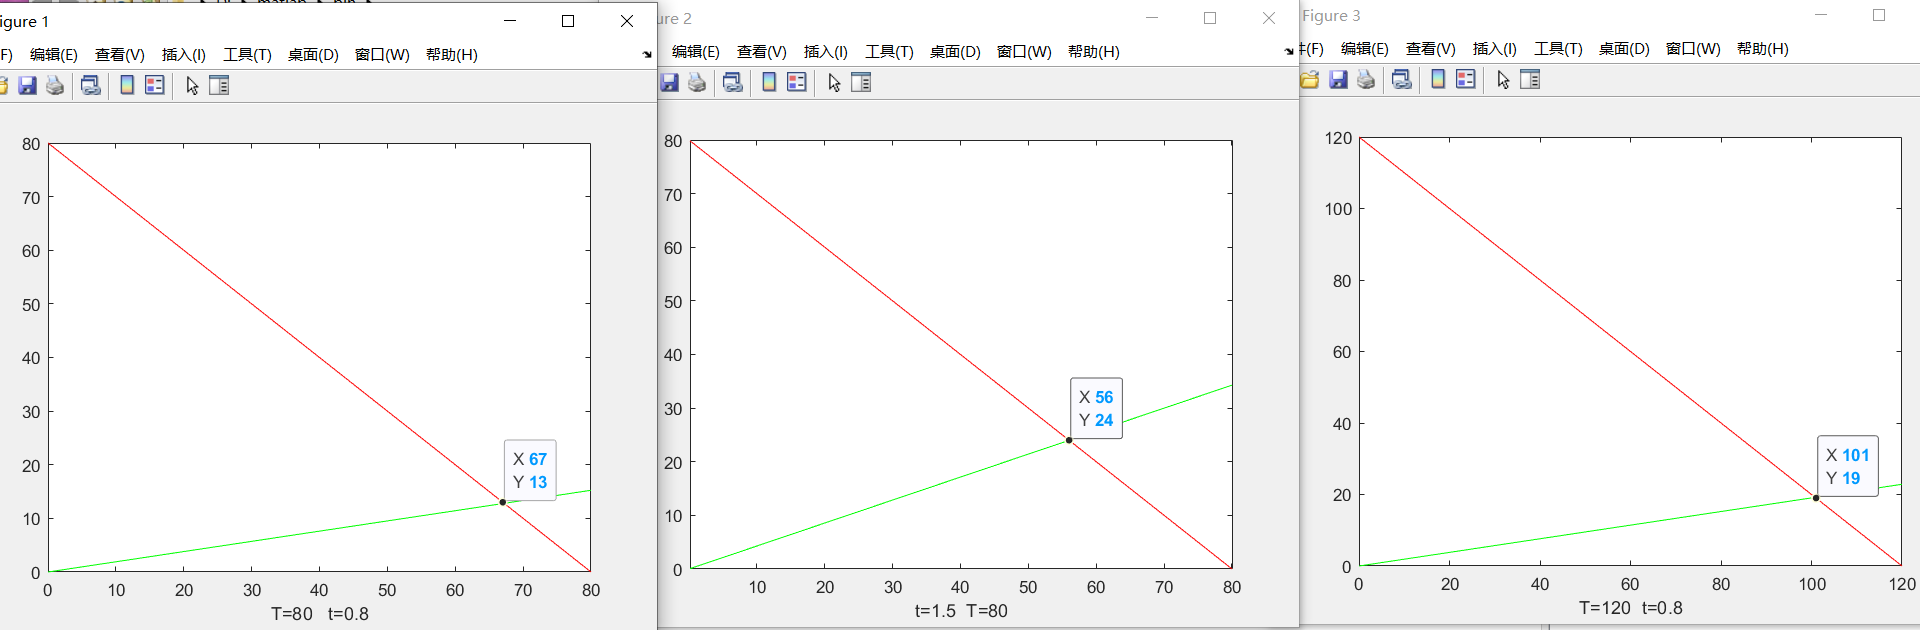 igure 1
F) 编辑(E) 查看(V) 插入(I) 工具(T) 桌面(D) 窗口(W) 帮助(H)
80
70
60
50
40
30
20
10
0
X 67
Y 13
0 10 20 30 40 50 60 70 80
T=80 t=0.8
ure 2
编辑(E) 查看(V) 插入(I) 工具(T) 桌面(D) 窗口(W) 帮助(H)
80
70
60
50
40
30
20
10
0
X 56
Y 24
10 20 30 40 50 60 70 80
t=1.5 T=80
Figure 3
(F) 编辑(E) 查看(V) 插入(I) 工具(T) 桌面(D) 窗口(W) 帮助(H)
120
100
80
60
40
20
0
X 101
Y 19
0 20 40 60 80 100 120
T=120 t=0.8